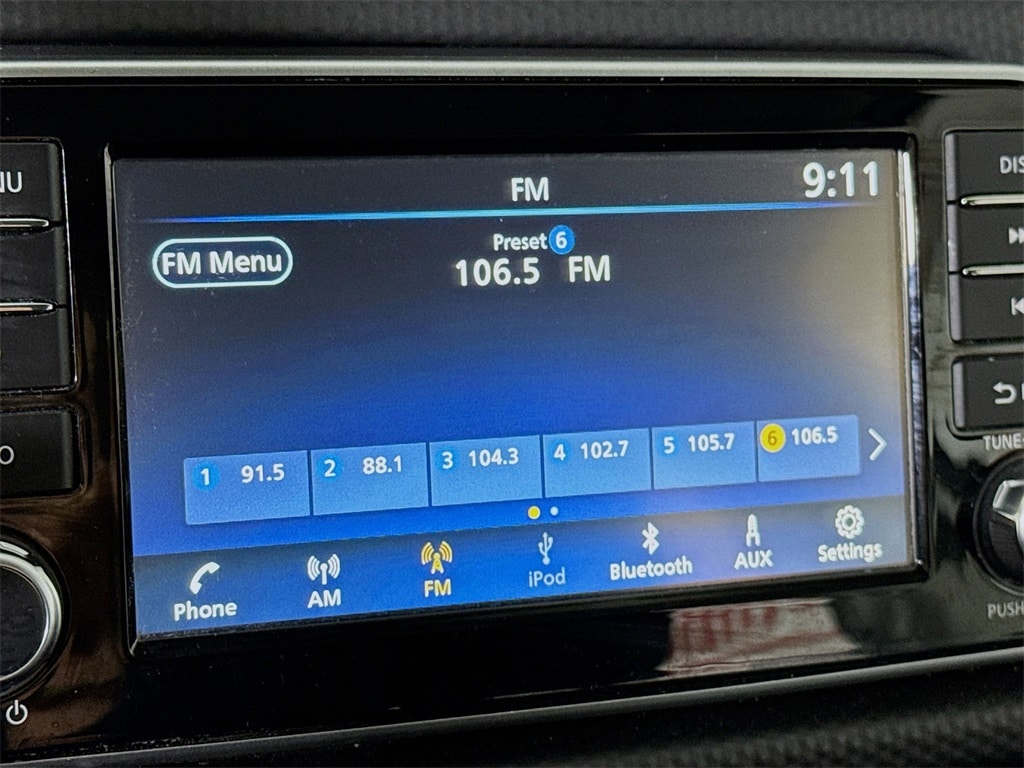 FM 9:11
FM Menu
Preset 6
106.5 FM
1 91.5 2 88.1 3 104.3 4 102.7 5 105.7 6 106.5
Phone AM FM iPod Bluetooth AUX Settings
TUNE
PUSH